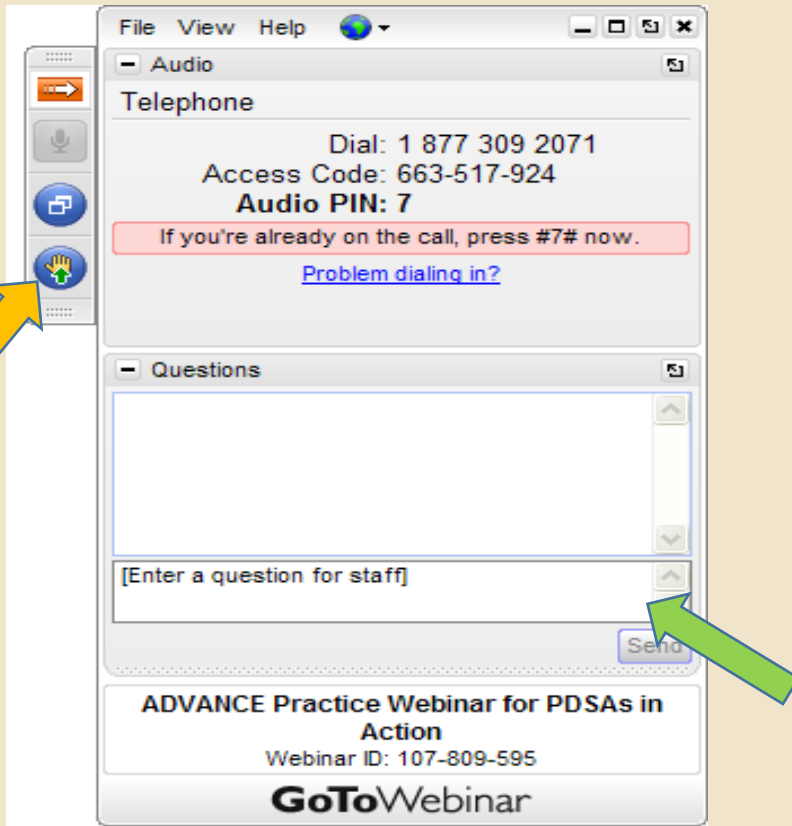 File View Help
Audio
Telephone
Dial: 1 877 309 2071
Access Code: 663-517-924
Audio PIN: 7
If you're already on the call, press #7# now.
Problem dialing in?
Questions
[Enter a question for staff]
Send
ADVANCE Practice Webinar for PDSAs in
Action
Webinar ID: 107-809-595
GoToWebinar